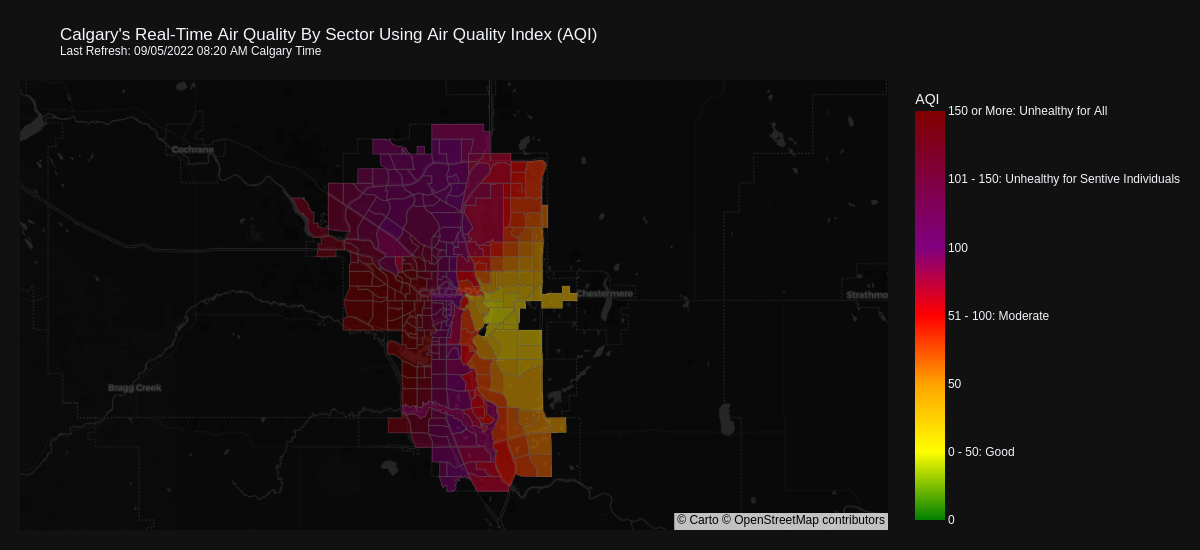 Calgary's Real-Time Air Quality By Sector Using Air Quality Index (AQI)
Last Refresh: 09/05/2022 08:20 AM Calgary Time
AQI
150 or More: Unhealthy for All
Cochrane
101 - 150: Unhealthy for Sentive Individuals
100
Chestermere
Strathmo
51 - 100: Moderate
50
Bragg Creek
0 - 50: Good
0
© Carto © OpenStreetMap contributors